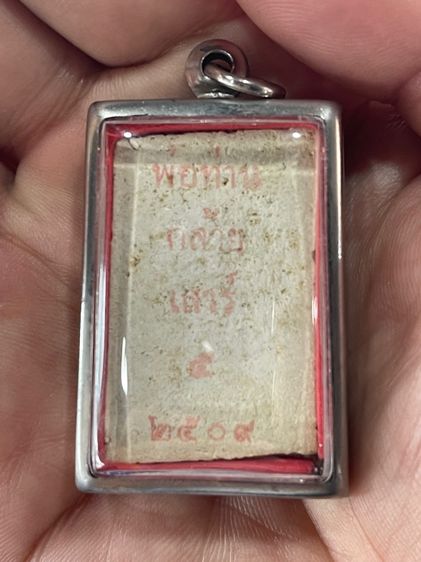 พ่อท่าน
คล้าย
เสาร์
๕
๒๕๐๙